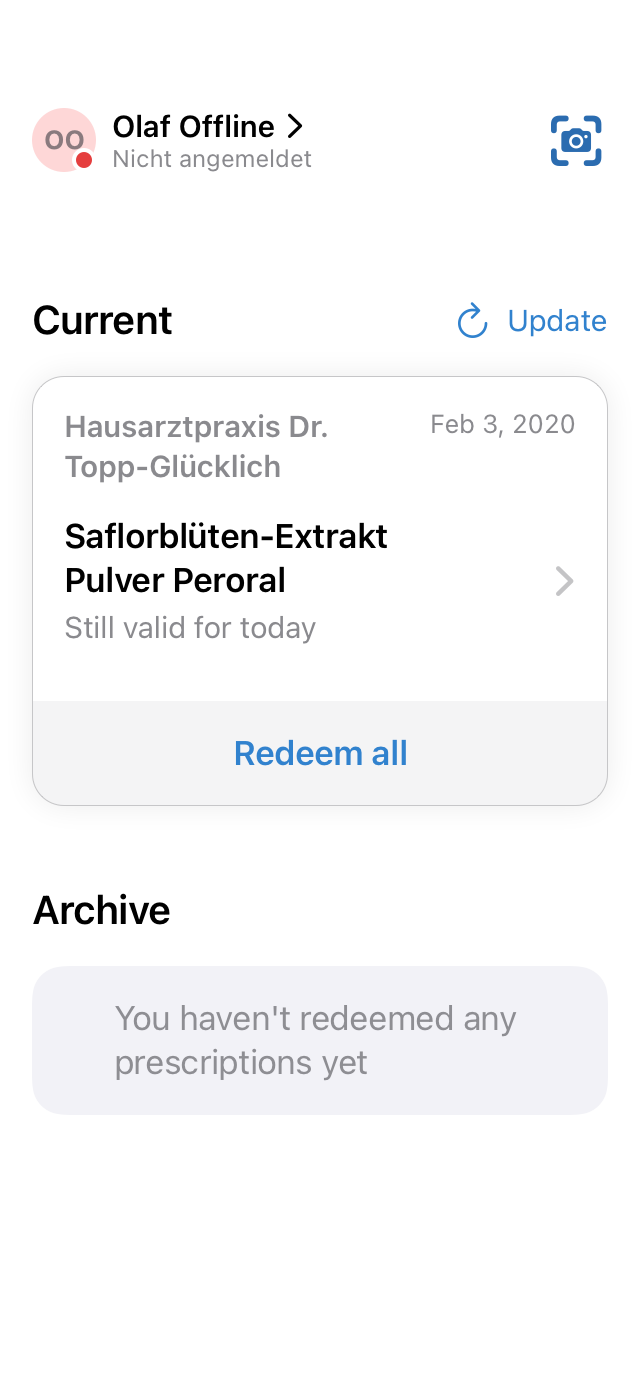 OO
Olaf Offline
Nicht angemeldet
Current
Update
Hausarztpraxis Dr.
Topp-Glücklich
Feb 3, 2020
Saflorblüten-Extrakt
Pulver Peroral
Still valid for today
Redeem all
Archive
You haven't redeemed any
prescriptions yet